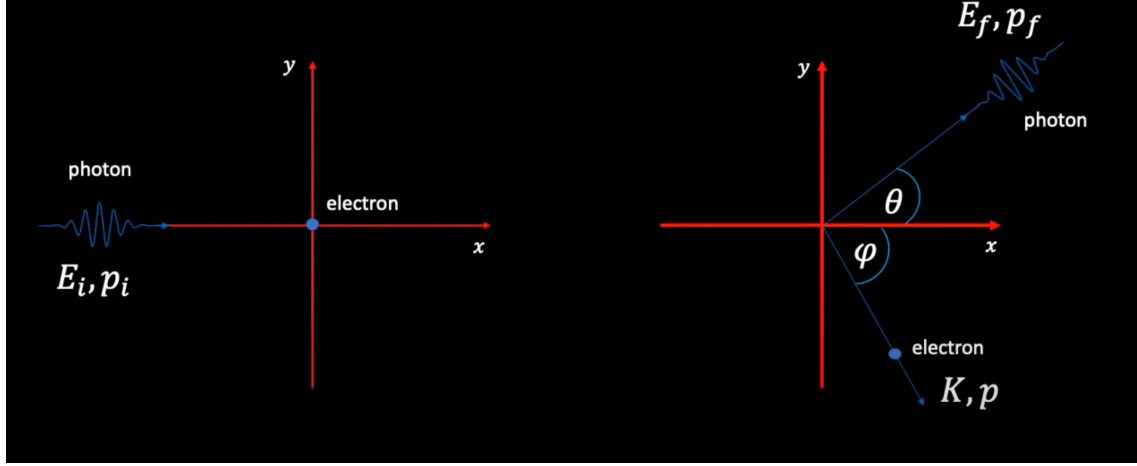 y
photon
electron
x
E_i, p_i
E_f, p_f
y
photon
θ
x
φ
electron
K, p